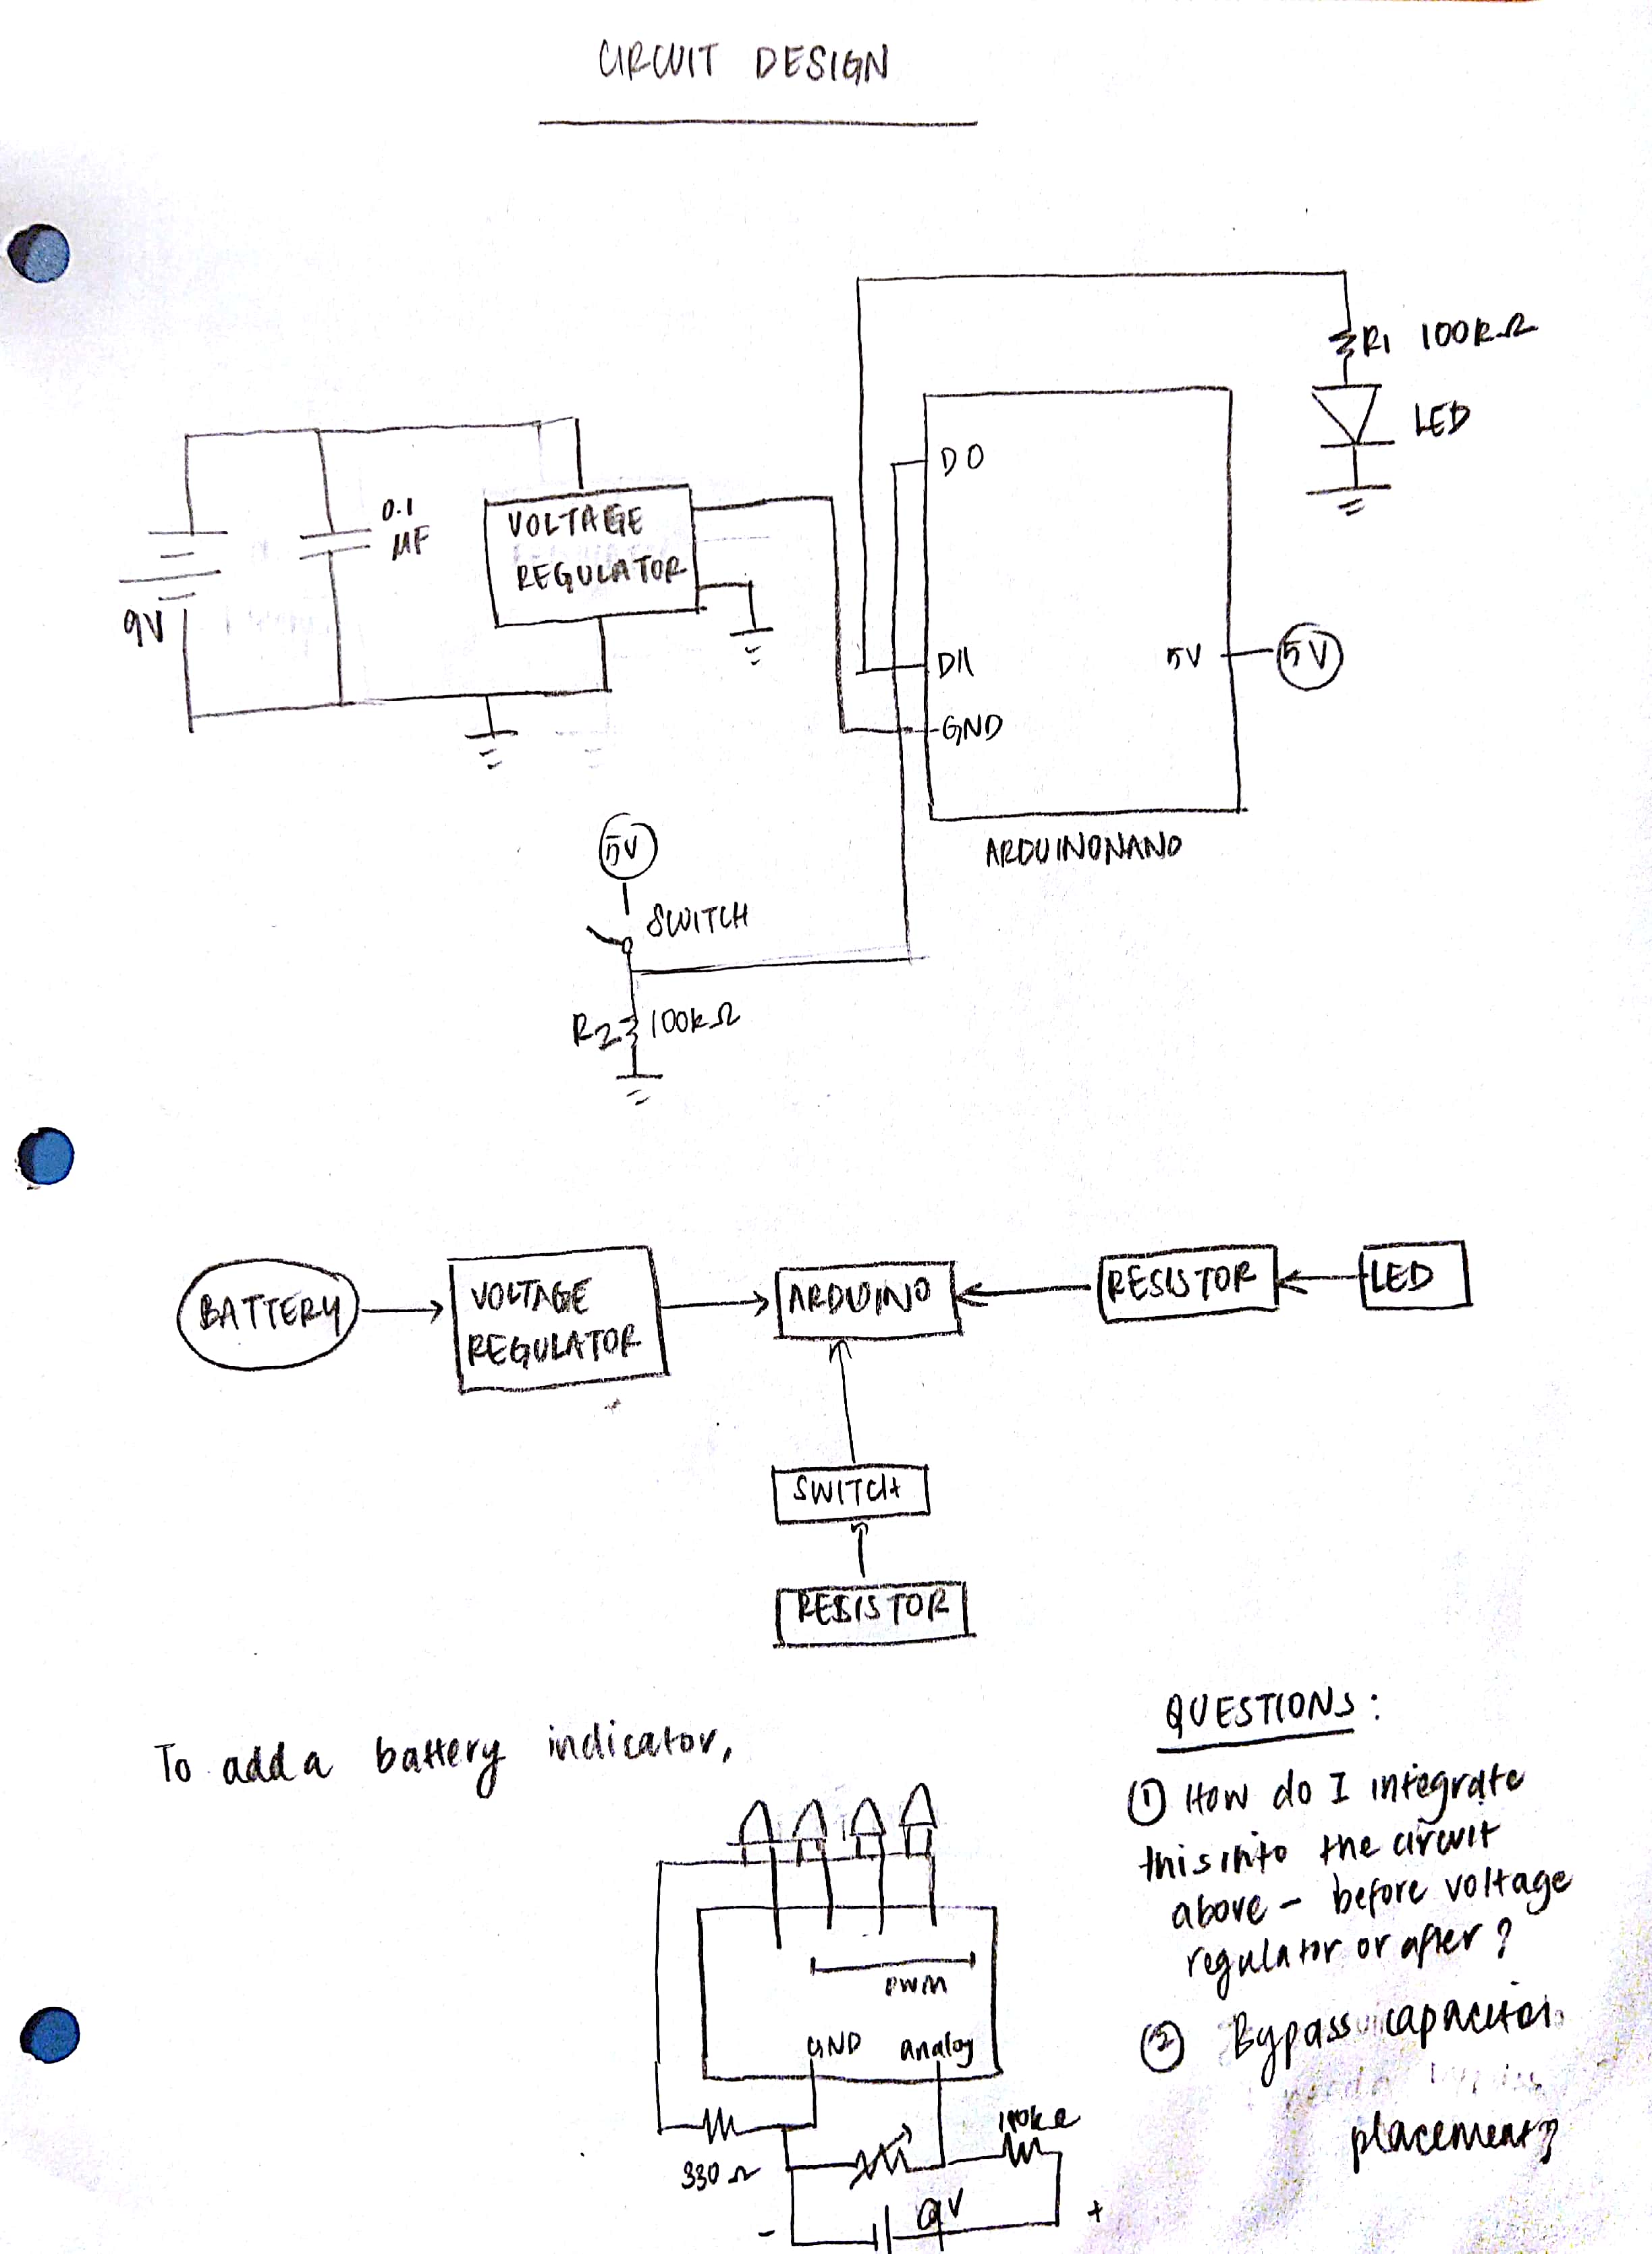 CIRCUIT DESIGN
R1 100kΩ
LED
D0
0.1
MF
VOLTAGE
REGULATOR
9V
D11
5V
5V
GND
ARDUINONANO
5V
SWITCH
R2 100kΩ
BATTERY
VOLTAGE
REGULATOR
ARDUINO
RESISTOR
LED
SWITCH
RESISTOR
To add a battery indicator,
PWM
GND analog
330Ω
9V
-
+
QUESTIONS:
① How do I integrate
this into the circuit
above - before voltage
regulator or after?
② Bypass capacitor
placement?